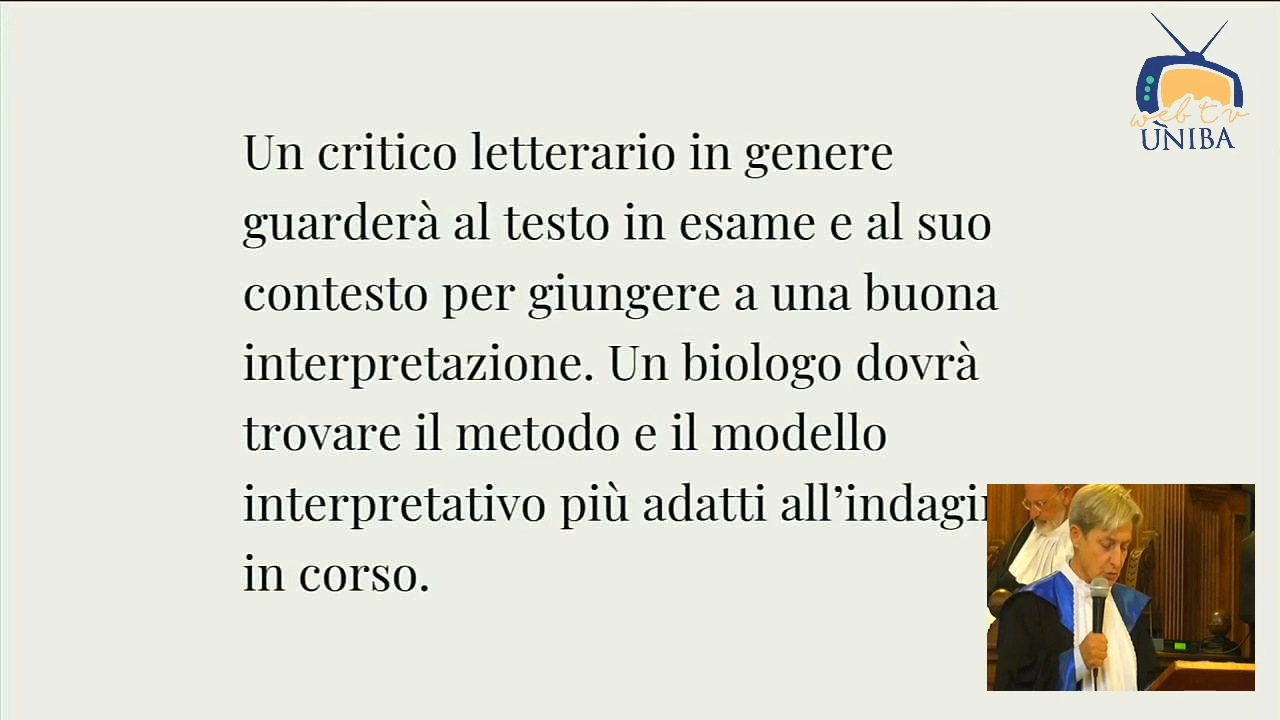 Un critico letterario in genere
guarderà al testo in esame e al suo
contesto per giungere a una buona
interpretazione. Un biologo dovrà
trovare il metodo e il modello
interpretativo più adatti all’
in corso.
web tv
UNIBA